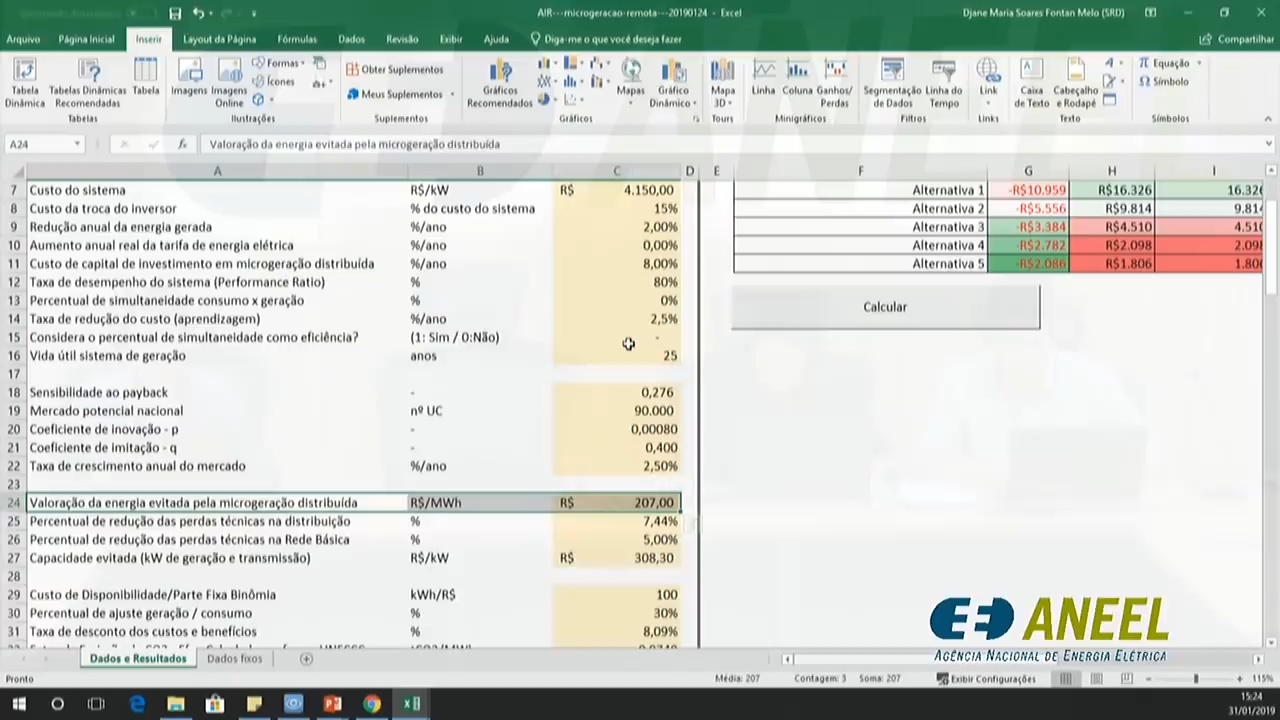 AIR---microgeracao-remota---20190124 - Excel
Djane Maria Soares Fontan Melo (SRD)
Arquivo Página Inicial Inserir Layout da Página Fórmulas Dados Revisão Exibir Ajuda Diga-me o que você deseja fazer Compartilhar
Tabela Dinâmica
Tabelas Dinâmicas Recomendadas
Tabela
Tabelas
Imagens
Imagens Online
Formas
Ícones
Ilustrações
Obter Suplementos
Meus Suplementos
Suplementos
Gráficos Recomendados
Mapas
Gráfico Dinâmico
Gráficos
Mapa 3D
Tours
Linha
Coluna
Ganhos/Perdas
Minigráficos
Segmentação de Dados
Linha do Tempo
Filtros
Link
Links
Caixa de Texto
Cabeçalho e Rodapé
Texto
Equação
Símbolo
Símbolos
A24 fx Valoração da energia evitada pela microgeração distribuída
A B C D E F G H I
7 Custo do sistema R$/kW R$ 4.150,00 Alternativa 1 -R$10.959 R$16.326
8 Custo da troca do inversor % do custo do sistema 15% Alternativa 2 -R$5.556 R$9.814
9 Redução anual da energia gerada %/ano 2,00% Alternativa 3 -R$3.384 R$4.510
10 Aumento anual real da tarifa de energia elétrica %/ano 0,00% Alternativa 4 -R$2.782 R$2.098
11 Custo de capital de investimento em microgeração distribuída %/ano 8,00% Alternativa 5 -R$2.086 R$1.806
12 Taxa de desempenho do sistema (Performance Ratio) % 80%
13 Percentual de simultaneidade consumo x geração % 0%
Calcular
14 Taxa de redução do custo (aprendizagem) %/ano 2,5%
15 Considera o percentual de simultaneidade como eficiência? (1: Sim / 0:Não) -
16 Vida útil sistema de geração anos 25
17
18 Sensibilidade ao payback - 0,276
19 Mercado potencial nacional nº UC 90.000
20 Coeficiente de inovação - p - 0,00080
21 Coeficiente de imitação - q - 0,400
22 Taxa de crescimento anual do mercado %/ano 2,50%
23
24 Valoração da energia evitada pela microgeração distribuída R$/MWh R$ 207,00
25 Percentual de redução das perdas técnicas na distribuição % 7,44%
26 Percentual de redução das perdas técnicas na Rede Básica % 5,00%
27 Capacidade evitada (kW de geração e transmissão) R$/kW R$ 308,30
28
29 Custo de Disponibilidade/Parte Fixa Binômia kWh/R$ 100
30 Percentual de ajuste geração / consumo % 30%
31 Taxa de desconto dos custos e benefícios % 8,09%
ANEEL
AGÊNCIA NACIONAL DE ENERGIA ELÉTRICA
Dados e Resultados Dados fixos
Pronto Média: 207 Contagem: 3 Soma: 207 Exibir Configurações 115%
15:24
31/01/2019